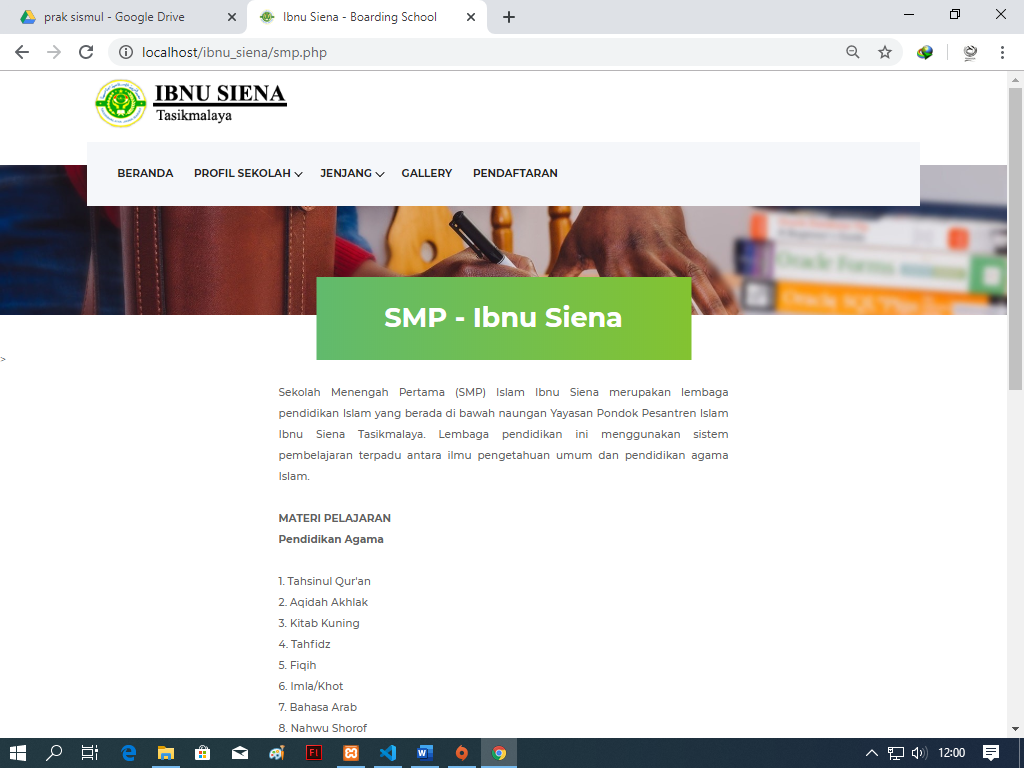 prak sismul - Google Drive
Ibnu Siena - Boarding School
localhost/ibnu_siena/smp.php
IBNU SIENA
Tasikmalaya
BERANDA PROFIL SEKOLAH JENJANG GALLERY PENDAFTARAN
Oracle Forms
SMP - Ibnu Siena
>
Sekolah Menengah Pertama (SMP) Islam Ibnu Siena merupakan lembaga
pendidikan Islam yang berada di bawah naungan Yayasan Pondok Pesantren Islam
Ibnu Siena Tasikmalaya. Lembaga pendidikan ini menggunakan sistem
pembelajaran terpadu antara ilmu pengetahuan umum dan pendidikan agama
Islam.
MATERI PELAJARAN
Pendidikan Agama
1. Tahsinul Qur'an
2. Aqidah Akhlak
3. Kitab Kuning
4. Tahfidz
5. Fiqih
6. Imla/Khot
7. Bahasa Arab
8. Nahwu Shorof
12:00